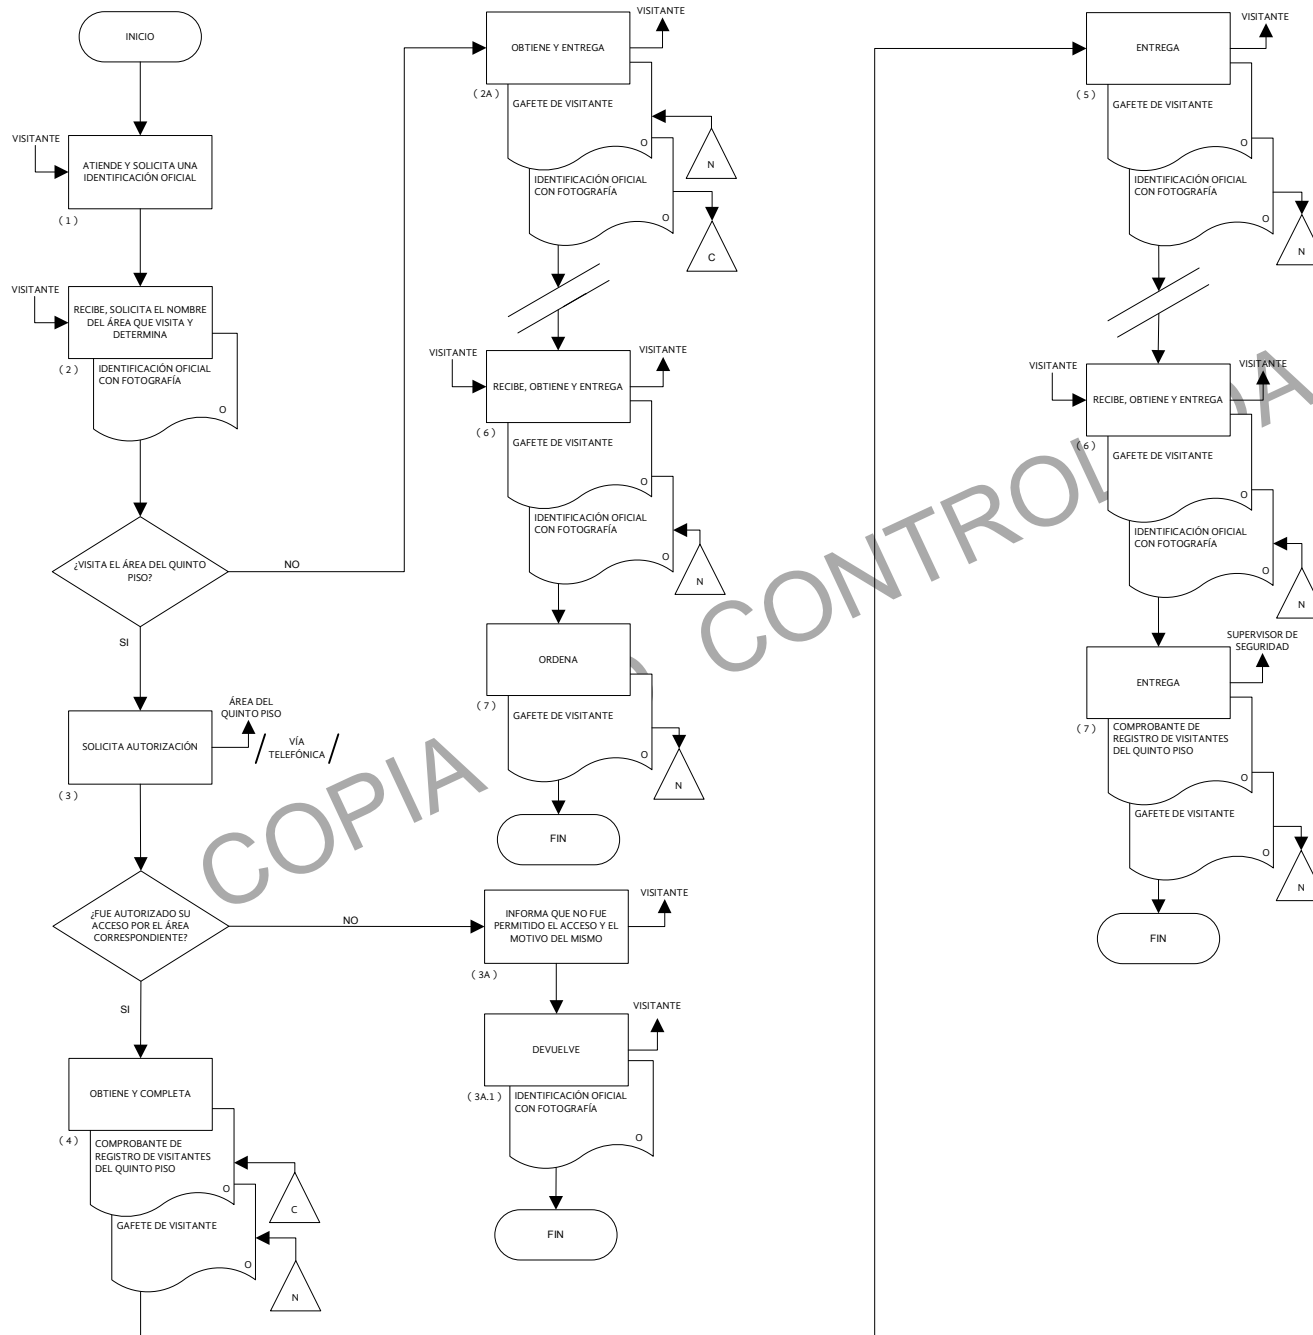 INICIO
VISITANTE
ATIENDE Y SOLICITA UNA
IDENTIFICACIÓN OFICIAL
( 1 )
VISITANTE
RECIBE, SOLICITA EL NOMBRE
DEL ÁREA QUE VISITA Y
DETERMINA
( 2 )
IDENTIFICACIÓN OFICIAL
CON FOTOGRAFÍA
O
¿VISITA EL ÁREA DEL QUINTO
PISO?
NO
SI
SOLICITA AUTORIZACIÓN
ÁREA DEL
QUINTO PISO
/ VÍA
TELEFÓNICA /
( 3 )
¿FUE AUTORIZADO SU
ACCESO POR EL ÁREA
CORRESPONDIENTE?
NO
SI
OBTIENE Y COMPLETA
( 4 )
COMPROBANTE DE
REGISTRO DE VISITANTES
DEL QUINTO PISO
O
C
GAFETE DE VISITANTE
O
N
VISITANTE
OBTIENE Y ENTREGA
( 2A )
GAFETE DE VISITANTE
O
N
IDENTIFICACIÓN OFICIAL
CON FOTOGRAFÍA
O
C
VISITANTE
VISITANTE
RECIBE, OBTIENE Y ENTREGA
( 6 )
GAFETE DE VISITANTE
O
IDENTIFICACIÓN OFICIAL
CON FOTOGRAFÍA
O
N
ORDENA
( 7 )
GAFETE DE VISITANTE
O
N
FIN
VISITANTE
INFORMA QUE NO FUE
PERMITIDO EL ACCESO Y EL
MOTIVO DEL MISMO
( 3A )
VISITANTE
DEVUELVE
( 3A.1 )
IDENTIFICACIÓN OFICIAL
CON FOTOGRAFÍA
O
FIN
VISITANTE
ENTREGA
( 5 )
GAFETE DE VISITANTE
O
IDENTIFICACIÓN OFICIAL
CON FOTOGRAFÍA
O
N
VISITANTE
VISITANTE
RECIBE, OBTIENE Y ENTREGA
( 6 )
GAFETE DE VISITANTE
O
IDENTIFICACIÓN OFICIAL
CON FOTOGRAFÍA
O
N
SUPERVISOR DE
SEGURIDAD
ENTREGA
( 7 )
COMPROBANTE DE
REGISTRO DE VISITANTES
DEL QUINTO PISO
O
GAFETE DE VISITANTE
O
N
FIN
COPIA CONTROLADA